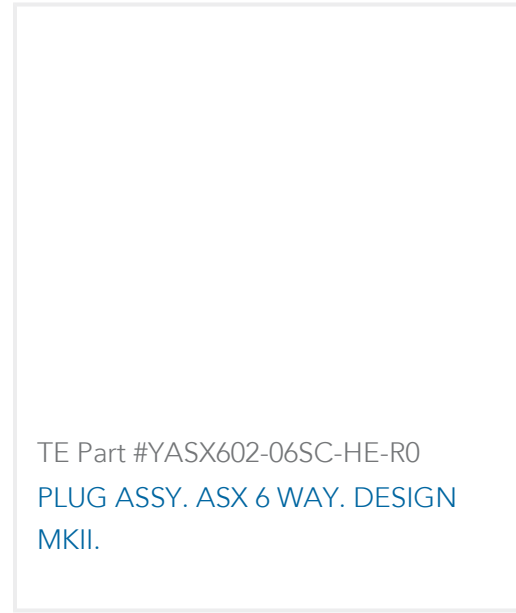 TE Part #YASX602-06SC-HE-R0
PLUG ASSY. ASX 6 WAY. DESIGN
MKII.